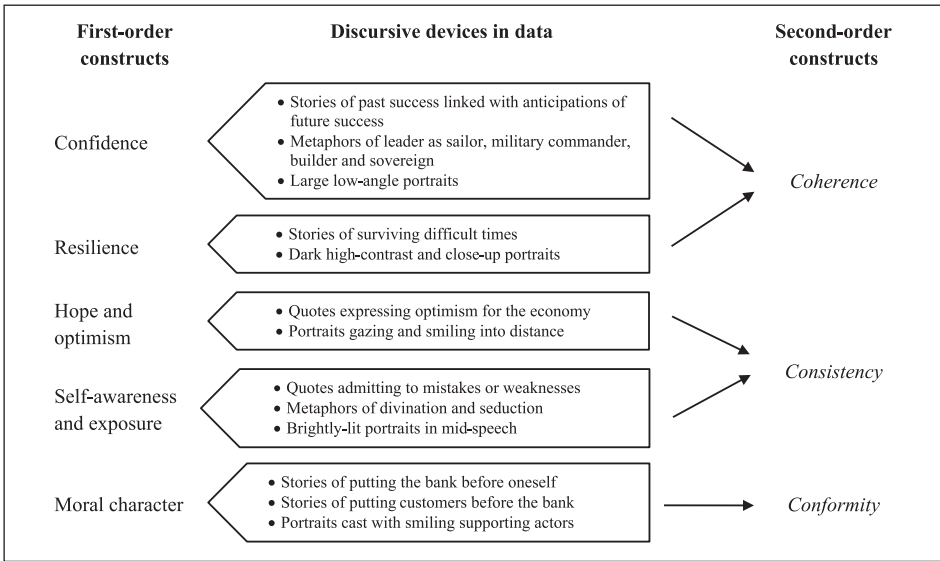 First-order constructs
Discursive devices in data
Second-order constructs
Confidence
• Stories of past success linked with anticipations of
future success
• Metaphors of leader as sailor, military commander,
builder and sovereign
• Large low-angle portraits
Coherence
Resilience
• Stories of surviving difficult times
• Dark high-contrast and close-up portraits
Hope and
optimism
• Quotes expressing optimism for the economy
• Portraits gazing and smiling into distance
Consistency
Self-awareness
and exposure
• Quotes admitting to mistakes or weaknesses
• Metaphors of divination and seduction
• Brightly-lit portraits in mid-speech
Moral character
• Stories of putting the bank before oneself
• Stories of putting customers before the bank
• Portraits cast with smiling supporting actors
Conformity